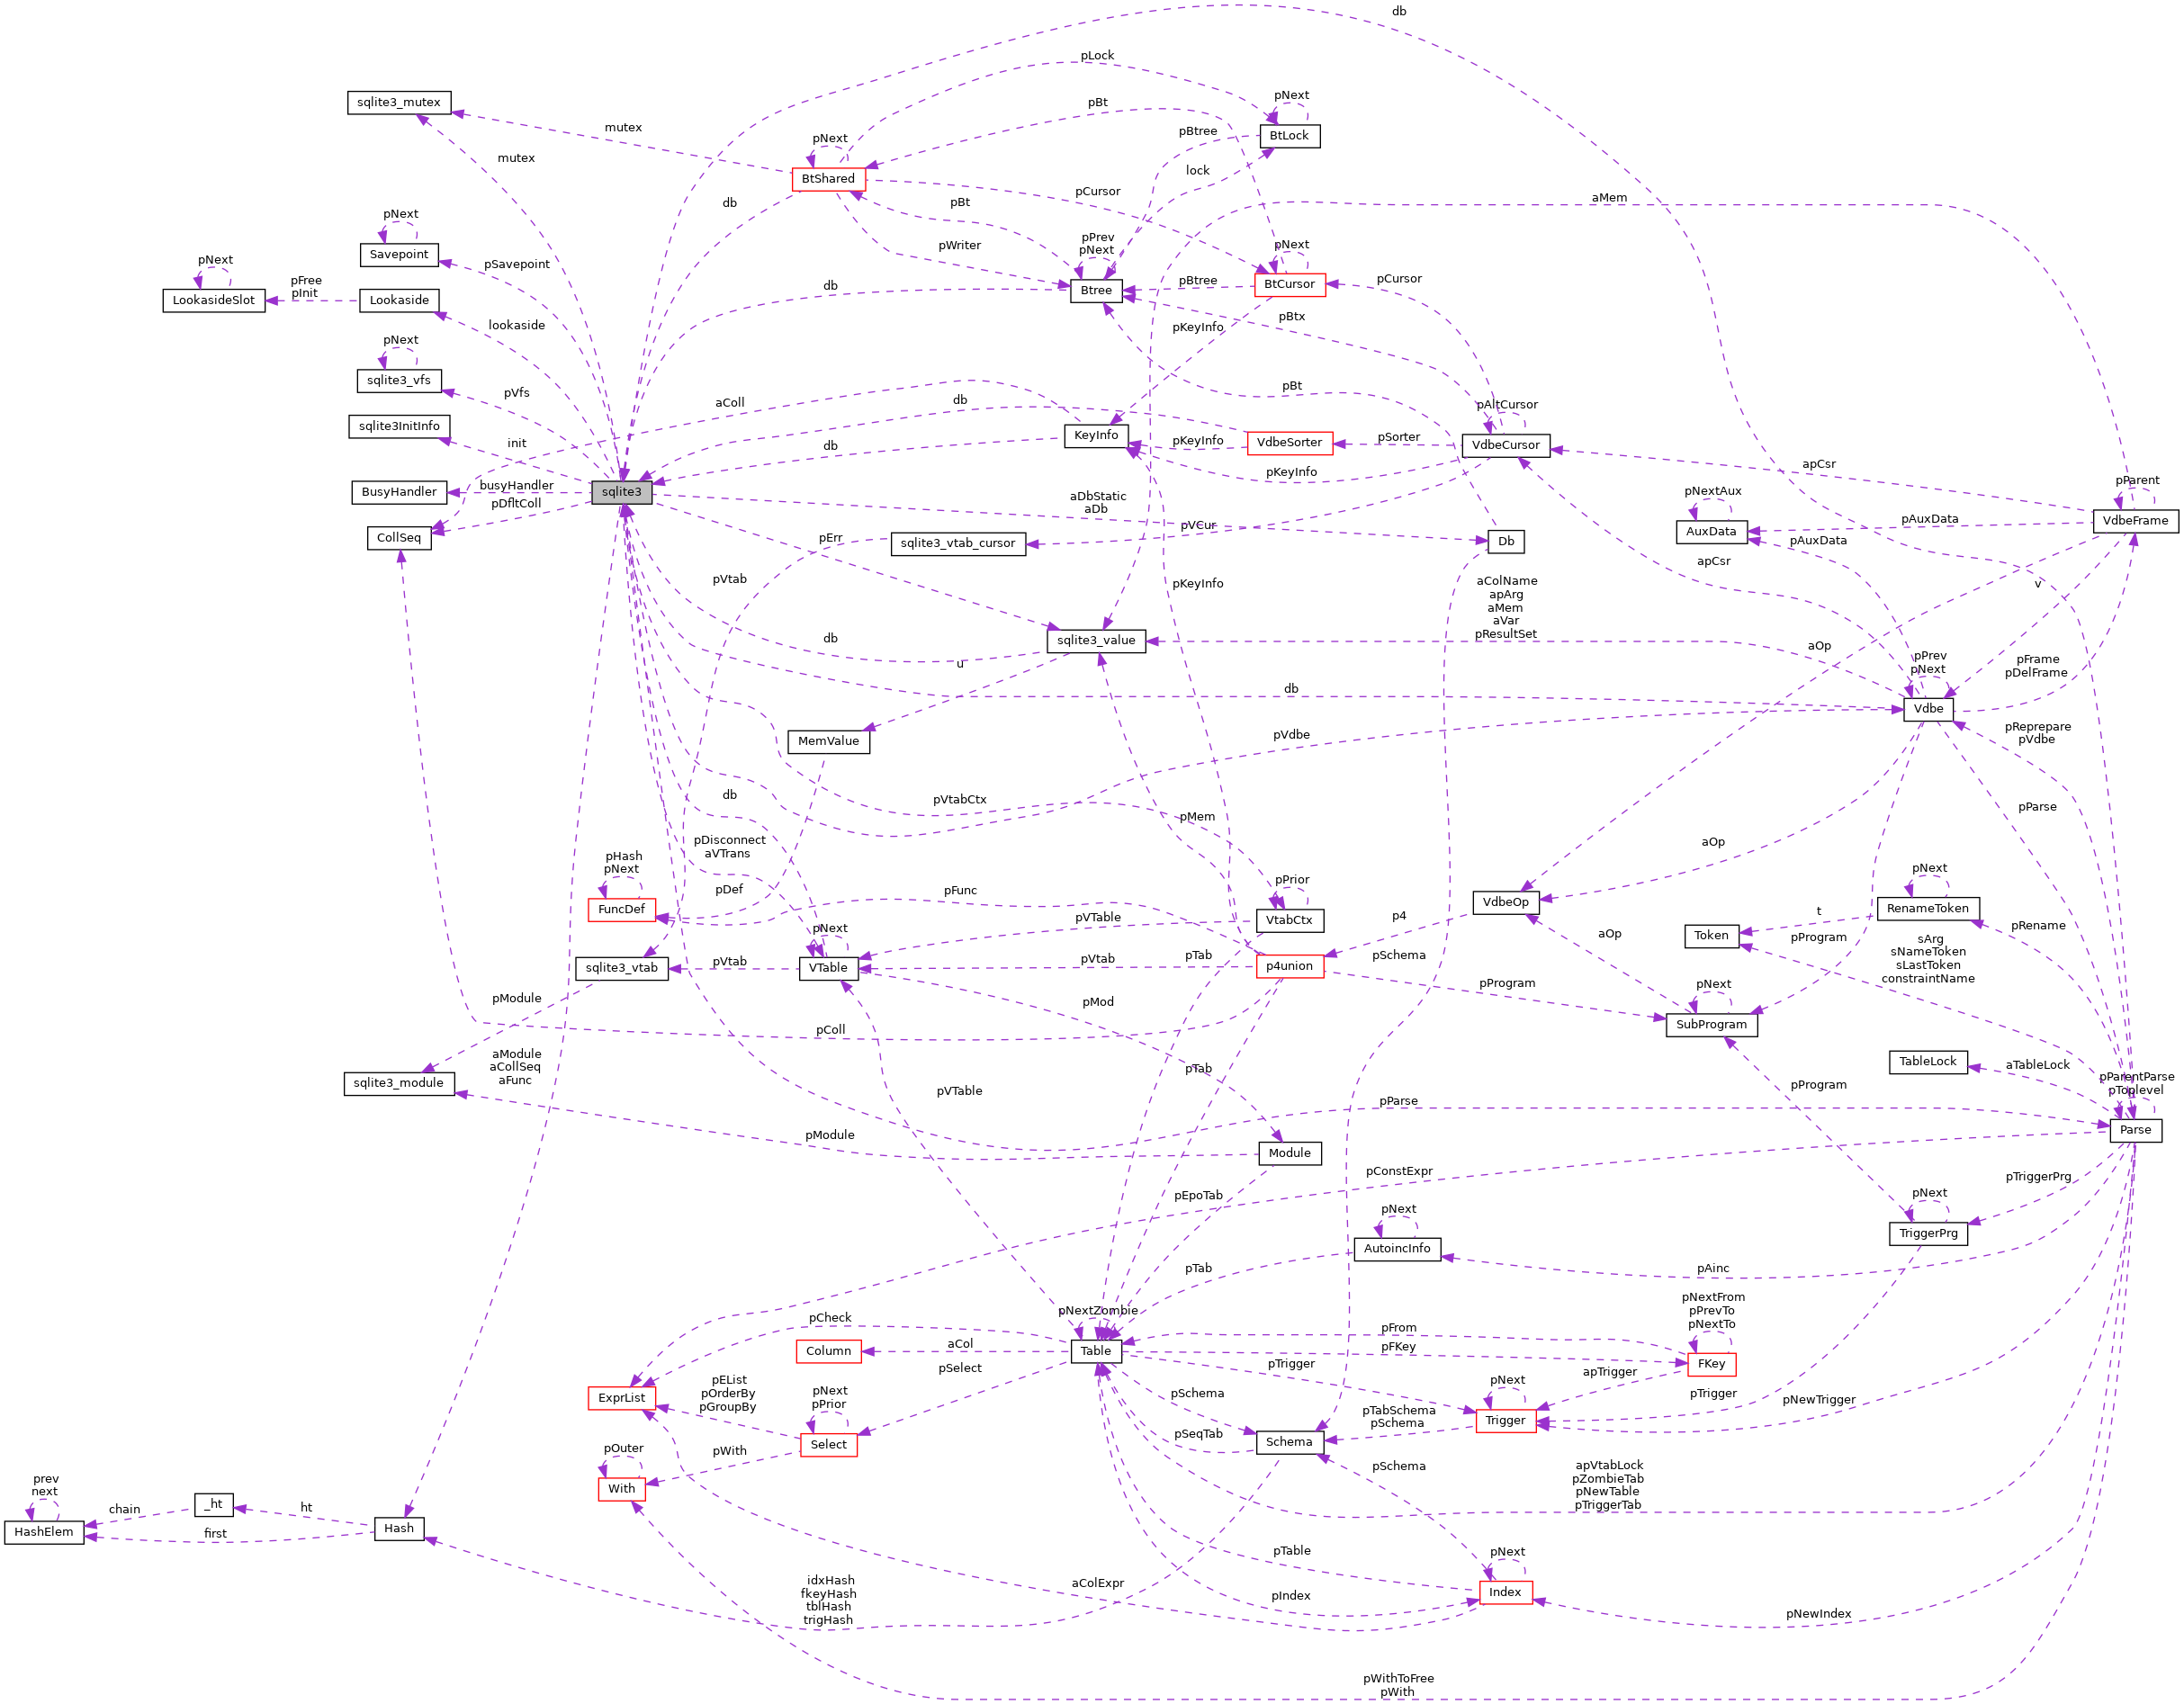 db
pLock
sqlite3_mutex
pBt
pNext
mutex
pNext
pBtree
BtLock
mutex
BtShared
lock
db
pCursor
aMem
pNext
pBt
Savepoint
pSavepoint
pWriter
pPrev
pNext
pNext
pNext
pFree
pInit
LookasideSlot
Lookaside
db
Btree
pBtree
BtCursor
pCursor
lookaside
pKeyInfo
pBtx
pNext
sqlite3_vfs
pVfs
pBt
aColl
db
pAltCursor
sqlite3InitInfo
init
db
KeyInfo
pKeyInfo
VdbeSorter
pSorter
VdbeCursor
apCsr
BusyHandler
busyHandler
pDfltColl
sqlite3
aDbStatic
aDb
pKeyInfo
pNextAux
pParent
CollSeq
pErr
sqlite3_vtab_cursor
pVCur
Db
AuxData
pAuxData
VdbeFrame
pAuxData
pVtab
pKeyInfo
apCsr
aColName
apArg
aMem
aVar
pResultSet
v
db
sqlite3_value
aOp
u
pPrev
pNext
pFrame
pDelFrame
db
Vdbe
MemValue
pVdbe
pReprepare
pVdbe
db
pVtabCtx
pMem
pParse
pDisconnect
aVTrans
aOp
pHash
pNext
pDef
pFunc
pPrior
pNext
FuncDef
VdbeOp
RenameToken
pVTable
VtabCtx
p4
t
pRename
pNext
Token
aOp
pProgram
sArg
sNameToken
sLastToken
constraintName
sqlite3_vtab
pVtab
VTable
pVtab
pTab
p4union
pSchema
pModule
pMod
pProgram
pNext
SubProgram
pColl
aModule
aCollSeq
aFunc
pTab
TableLock
aTableLock
pParentParse
pToplevel
sqlite3_module
pVTable
pProgram
pParse
Parse
pModule
Module
pConstExpr
pTriggerPrg
pEpoTab
pNext
pNext
TriggerPrg
AutoincInfo
pTab
pAinc
pNextFrom
pPrevTo
pNextTo
pNextZombie
pCheck
Column
aCol
Table
pFrom
pFKey
FKey
pSelect
pTrigger
apTrigger
pEList
pOrderBy
pGroupBy
ExprList
pNext
pPrior
pSchema
pNext
pTrigger
pNewTrigger
pTabSchema
pSchema
Trigger
pSeqTab
Schema
Select
pOuter
pWith
With
pSchema
apVtabLock
pZombieTab
pNewTable
pTriggerTab
prev
next
chain
_ht
ht
HashElem
first
Hash
pTable
pNext
idxHash
fkeyHash
tblHash
trigHash
aColExpr
pIndex
Index
pNewIndex
pWithToFree
pWith